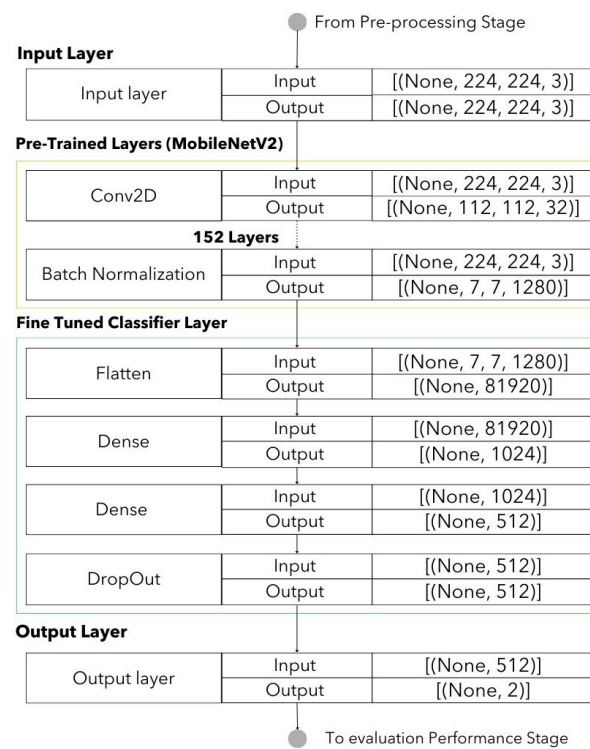 From Pre-processing Stage
Input Layer
Input layer Input [(None, 224, 224, 3)]
Output [(None, 224, 224, 3)]
Pre-Trained Layers (MobileNetV2)
Conv2D Input [(None, 224, 224, 3)]
Output [(None, 112, 112, 32)]
152 Layers
Batch Normalization Input [(None, 224, 224, 3)]
Output [(None, 7, 7, 1280)]
Fine Tuned Classifier Layer
Flatten Input [(None, 7, 7, 1280)]
Output [(None, 81920)]
Dense Input [(None, 81920)]
Output [(None, 1024)]
Dense Input [(None, 1024)]
Output [(None, 512)]
DropOut Input [(None, 512)]
Output [(None, 512)]
Output Layer
Output layer Input [(None, 512)]
Output [(None, 2)]
To evaluation Performance Stage